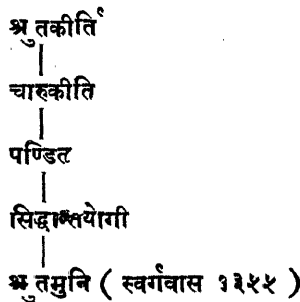 श्रुतकीर्ति
चारुकीर्ति
पण्डित
सिद्धान्तयोगी
श्रुतमुनि ( स्वर्गवास १३५५ )